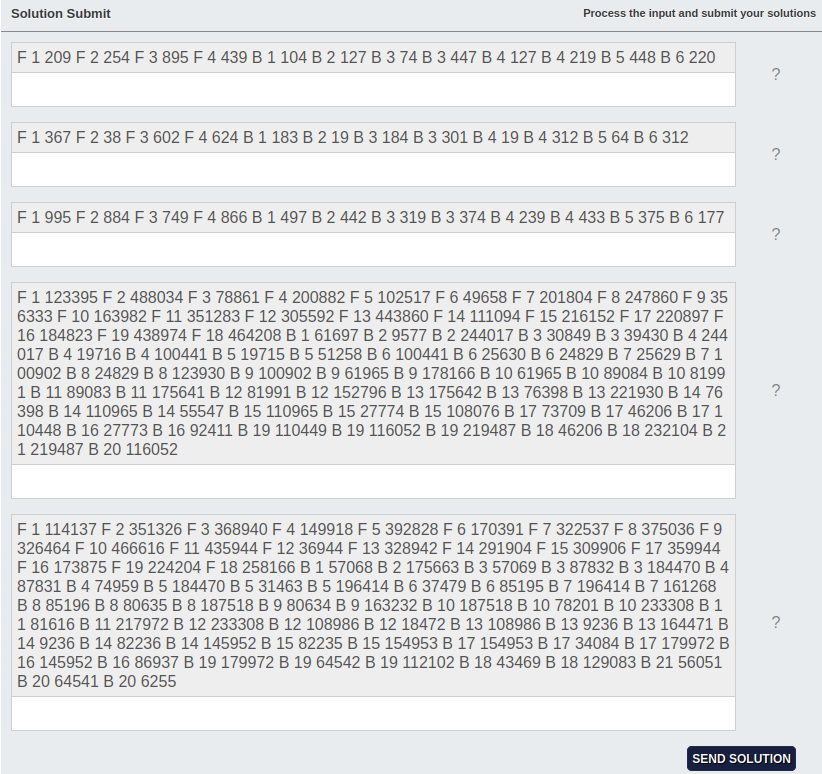 Solution Submit
Process the input and submit your solutions
F 1 209 F 2 254 F 3 895 F 4 439 B 1 104 B 2 127 B 3 74 B 3 447 B 4 127 B 4 219 B 5 448 B 6 220
?
F 1 367 F 2 38 F 3 602 F 4 624 B 1 183 B 2 19 B 3 184 B 3 301 B 4 19 B 4 312 B 5 64 B 6 312
?
F 1 995 F 2 884 F 3 749 F 4 866 B 1 497 B 2 442 B 3 319 B 3 374 B 4 239 B 4 433 B 5 375 B 6 177
?
F 1 123395 F 2 488034 F 3 78861 F 4 200882 F 5 102517 F 6 49658 F 7 201804 F 8 247860 F 9 35
6333 F 10 163982 F 11 351283 F 12 305592 F 13 443860 F 14 111094 F 15 216152 F 17 220897 F
16 184823 F 19 438974 F 18 464208 B 1 61697 B 2 9577 B 2 244017 B 3 30849 B 3 39430 B 4 244
017 B 4 19716 B 4 100441 B 5 19715 B 5 51258 B 6 100441 B 6 25630 B 6 24829 B 7 25629 B 7 1
00902 B 8 24829 B 8 123930 B 9 100902 B 9 61965 B 9 178166 B 10 61965 B 10 89084 B 10 8199
1 B 11 89083 B 11 175641 B 12 81991 B 12 152796 B 13 175642 B 13 76398 B 13 221930 B 14 76
398 B 14 110965 B 14 55547 B 15 110965 B 15 27774 B 15 108076 B 17 73709 B 17 46206 B 17 1
10448 B 16 27773 B 16 92411 B 19 110449 B 19 116052 B 19 219487 B 18 46206 B 18 232104 B 2
1 219487 B 20 116052
?
F 1 114137 F 2 351326 F 3 368940 F 4 149918 F 5 392828 F 6 170391 F 7 322537 F 8 375036 F 9
326464 F 10 466616 F 11 435944 F 12 36944 F 13 328942 F 14 291904 F 15 309906 F 17 359944
F 16 173875 F 19 224204 F 18 258166 B 1 57068 B 2 175663 B 3 57069 B 3 87832 B 3 184470 B 4
87831 B 4 74959 B 5 184470 B 5 31463 B 5 196414 B 6 37479 B 6 85195 B 7 196414 B 7 161268
B 8 85196 B 8 80635 B 8 187518 B 9 80634 B 9 163232 B 10 187518 B 10 78201 B 10 233308 B 1
1 81616 B 11 217972 B 12 233308 B 12 108986 B 12 18472 B 13 108986 B 13 9236 B 13 164471 B
14 9236 B 14 82236 B 14 145952 B 15 82235 B 15 154953 B 17 154953 B 17 34084 B 17 179972 B
16 145952 B 16 86937 B 19 179972 B 19 64542 B 19 112102 B 18 43469 B 18 129083 B 21 56051
B 20 64541 B 20 6255
?
SEND SOLUTION